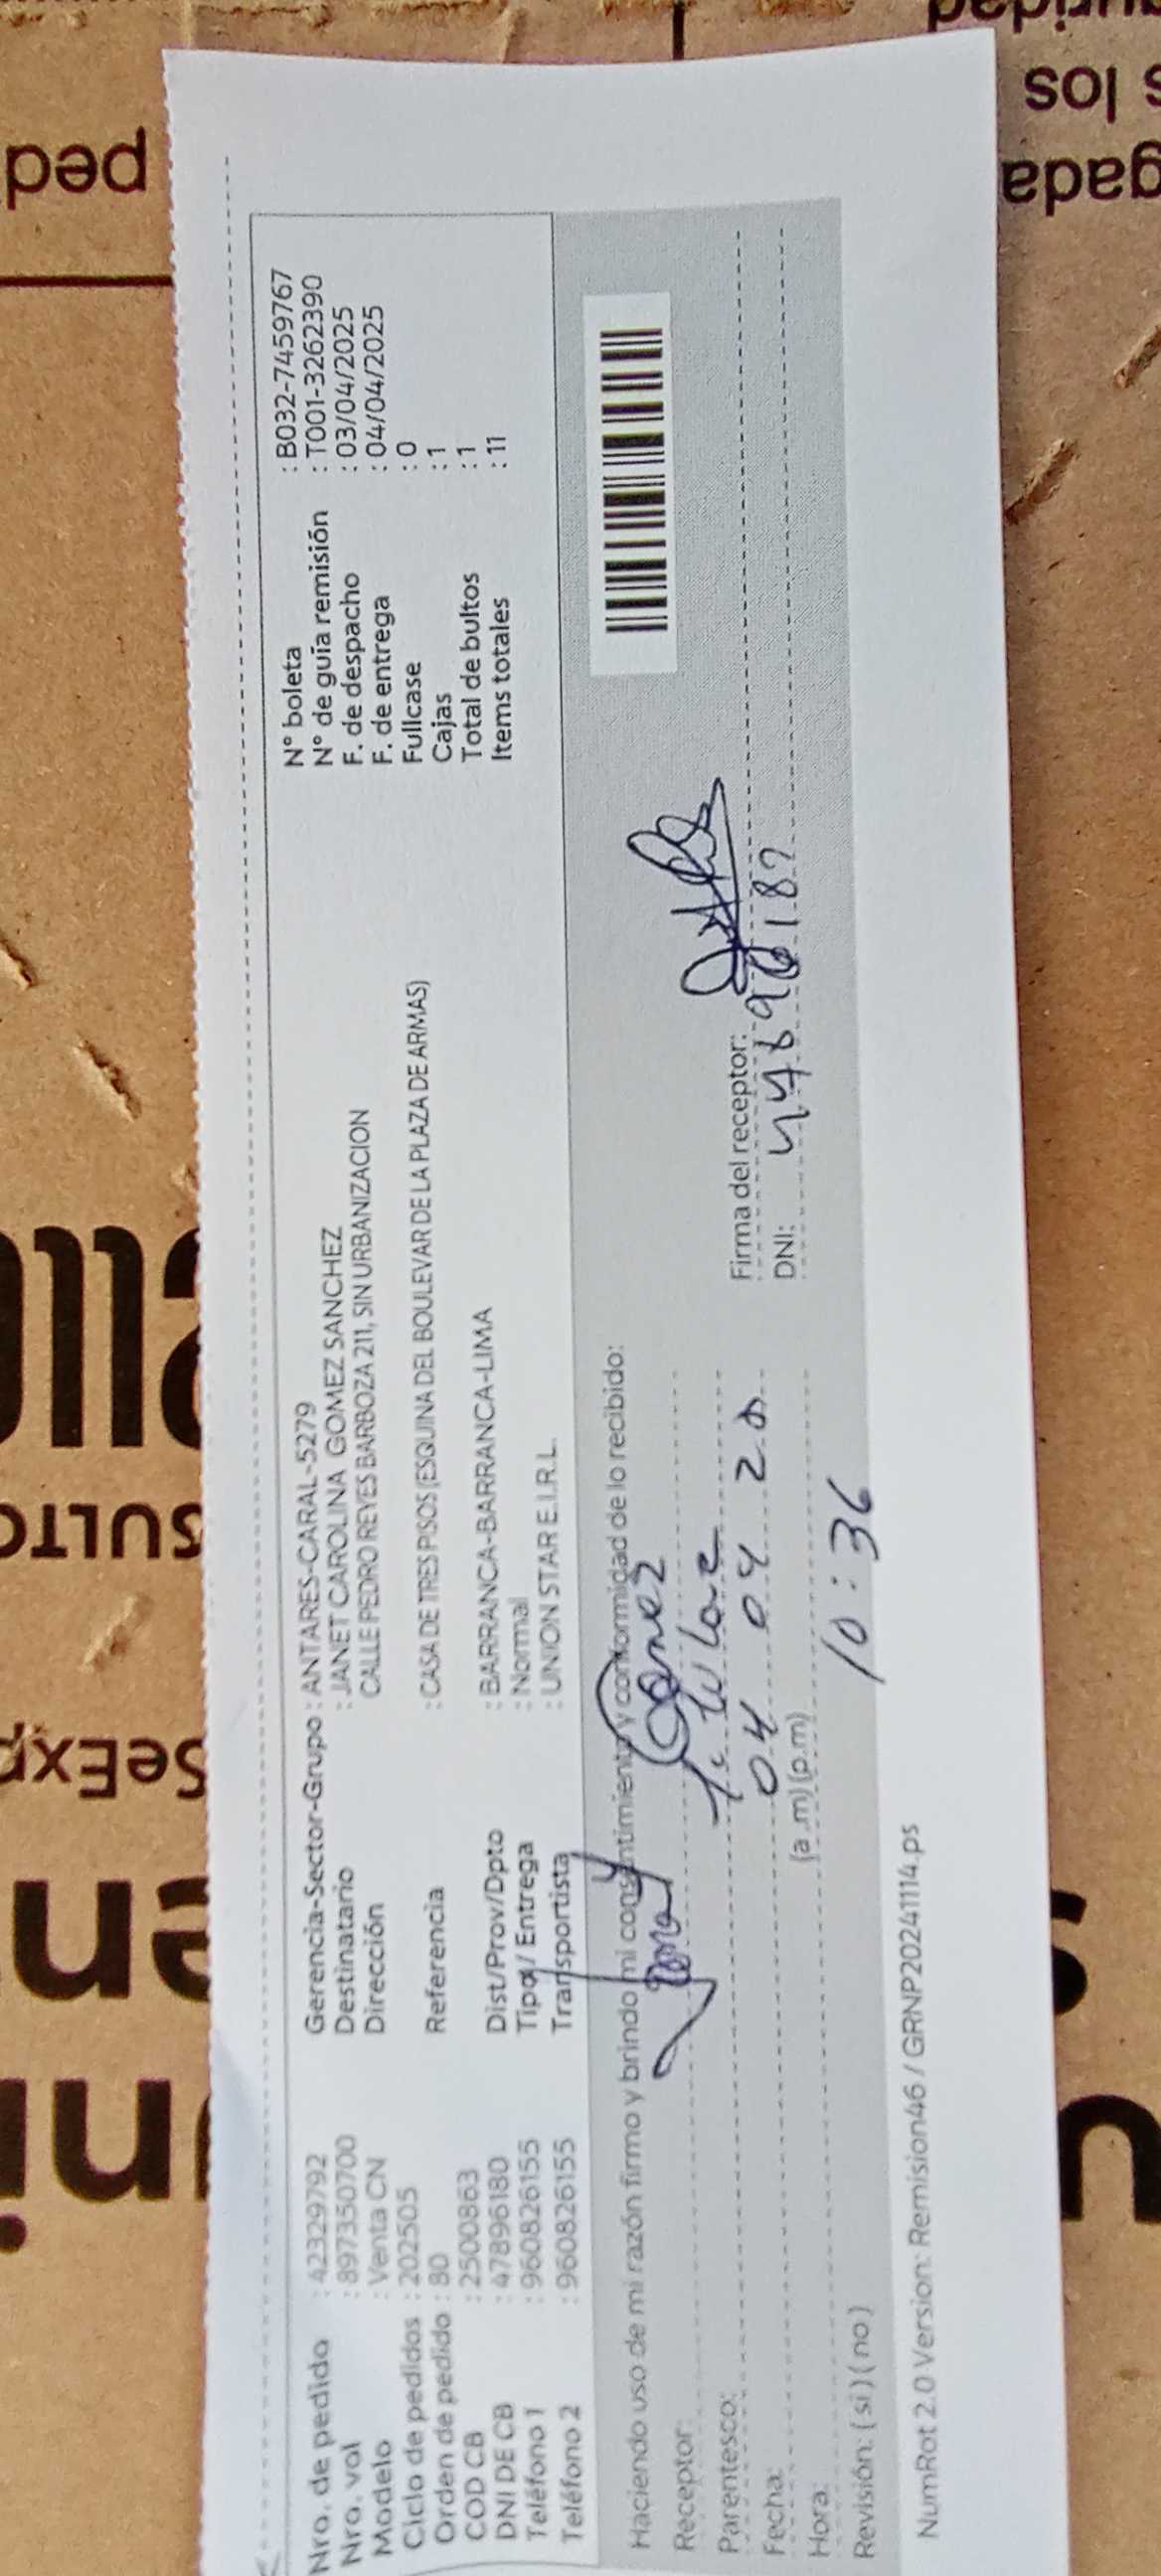 Nro. de pedido : 42329792
Nro. val : 897350700
Modelo : Venta CN
Ciclo de pedidos : 202505
Orden de pedido : 80
COD CB : 2500863
DNI DE CB : 47896180
Teléfono 1 : 960826155
Teléfono 2 : 960826155
Gerencia-Sector-Grupo : ANTARES-CARAL-5279
Destinatario : JANET CAROLINA GOMEZ SANCHEZ
Dirección CALLE PEDRO REYES BARBOZA 211, SIN URBANIZACION
Referencia : CASA DE TRES PISOS (ESQUINA DEL BOULEVAR DE LA PLAZA DE ARMAS)
Dist/Prov/Dpto : BARRANCA-BARRANCA-LIMA
Tipo / Entrega : Normal
Transportista : UNION STAR E.I.R.L.
N° boleta : B032-7459767
N° de guía remisión : T001-3262390
F. de despacho : 03/04/2025
F. de entrega : 04/04/2025
Fullcase : 0
Cajas : 1
Total de bultos : 1
Items totales : 11
Haciendo uso de mi razón firmo y brindo mi consentimiento y conformidad de lo recibido:
Receptor: Gomez
Parentesco: Titular
Fecha: 04 04
Hora: (a.m) (p.m) 10:36
Revisión: ( si ) ( no )
Firma del receptor:
DNI:
NumRot 2.0 Version: Remision46 / GRNP20241114.ps